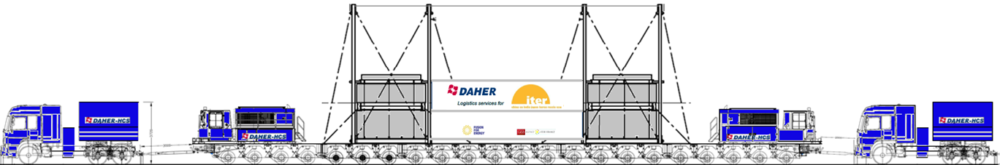 DAHER-HCS
DAHER-HCS
DAHER
Logistics services for
iter
FUSION
FOR
ENERGY
DAHER-HCS
DAHER-HCS